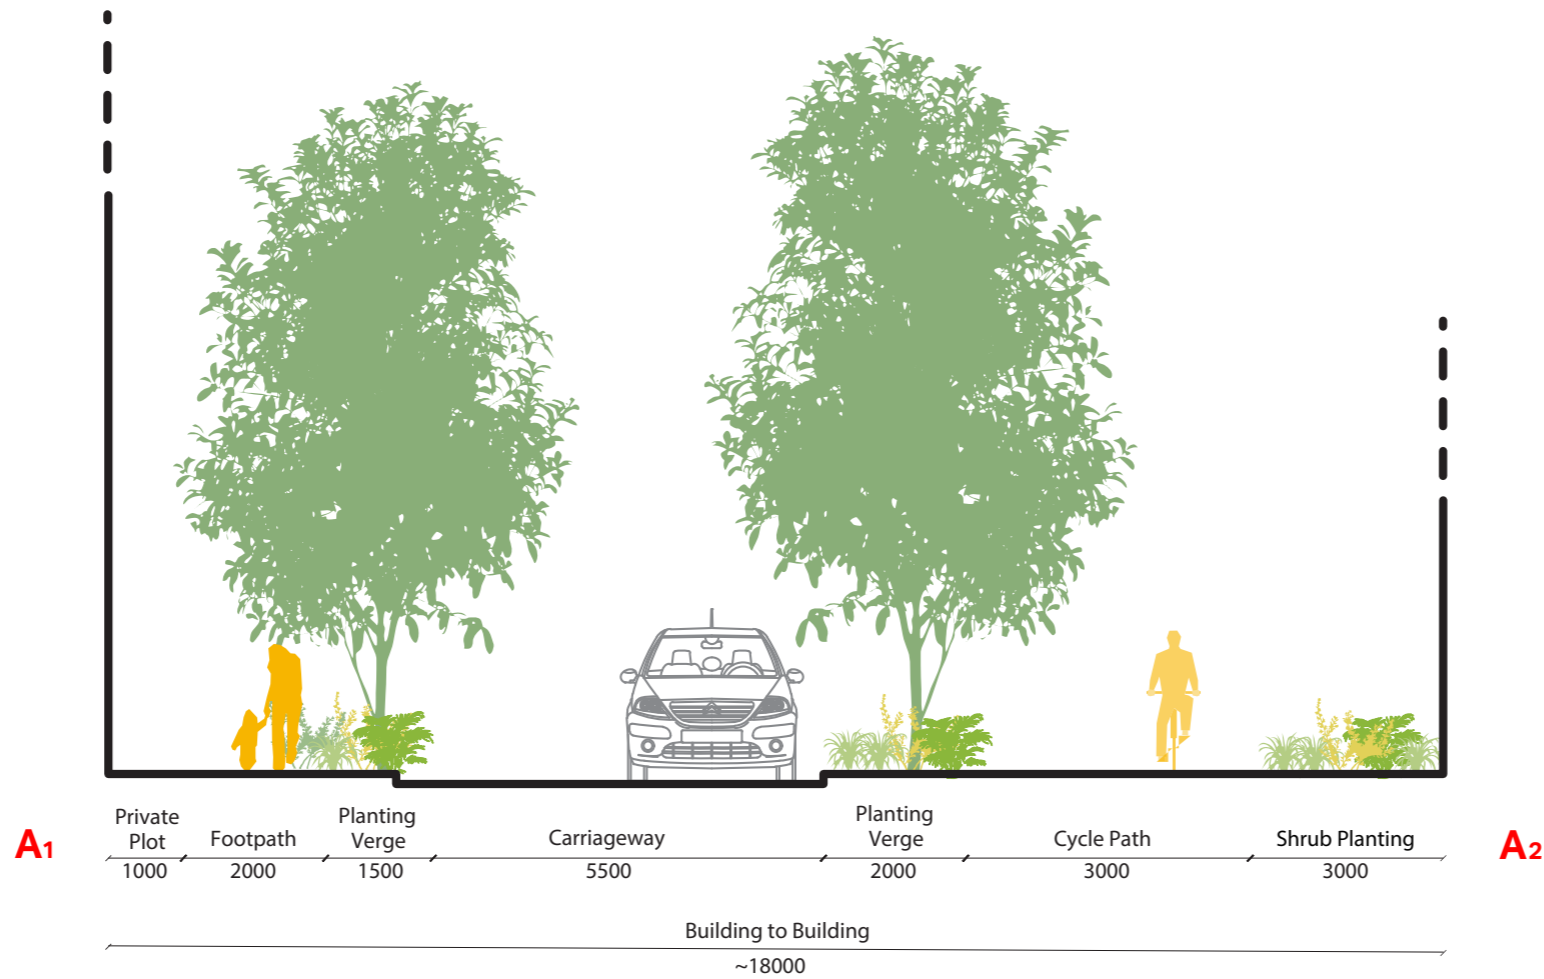 A1
Private
Plot
1000
Footpath
2000
Planting
Verge
1500
Carriageway
5500
Planting
Verge
2000
Cycle Path
3000
Shrub Planting
3000
A2
Building to Building
~18000